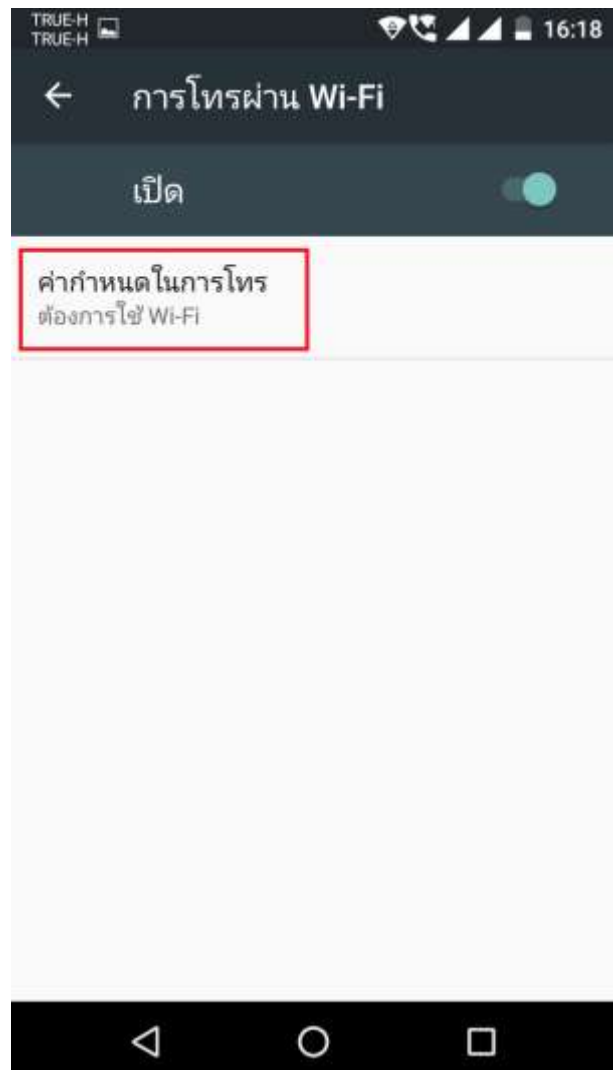 TRUE-H
TRUE-H
16:18
การโทรผ่าน Wi-Fi
เปิด
ค่ากำหนดในการโทร
ต้องการใช้ Wi-Fi